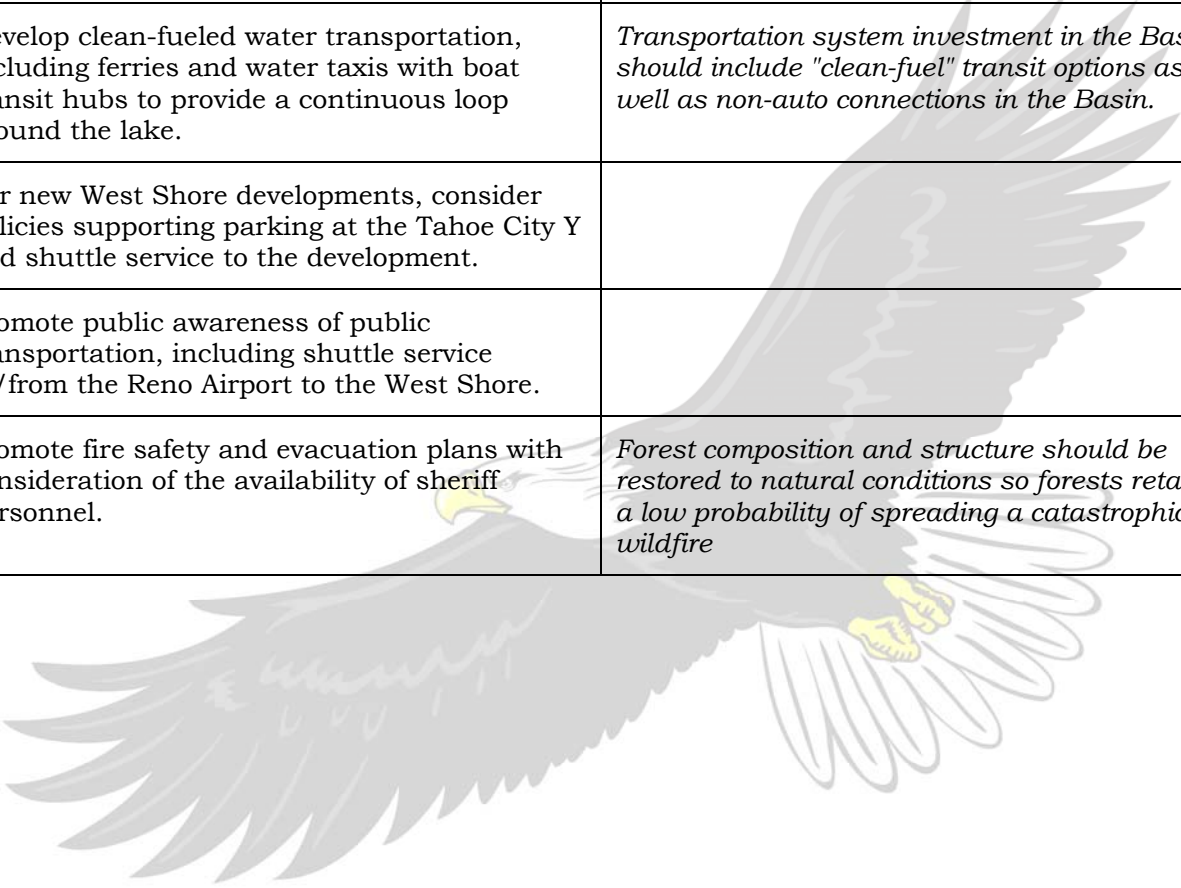 evelop clean-fueled water transportation,
cluding ferries and water taxis with boat
ansit hubs to provide a continuous loop
ound the lake.
Transportation system investment in the Bas
should include "clean-fuel" transit options as
well as non-auto connections in the Basin.
r new West Shore developments, consider
licies supporting parking at the Tahoe City Y
d shuttle service to the development.
omote public awareness of public
ansportation, including shuttle service
/from the Reno Airport to the West Shore.
omote fire safety and evacuation plans with
nsideration of the availability of sheriff
rsonnel.
Forest composition and structure should be
restored to natural conditions so forests reta
a low probability of spreading a catastrophic
wildfire